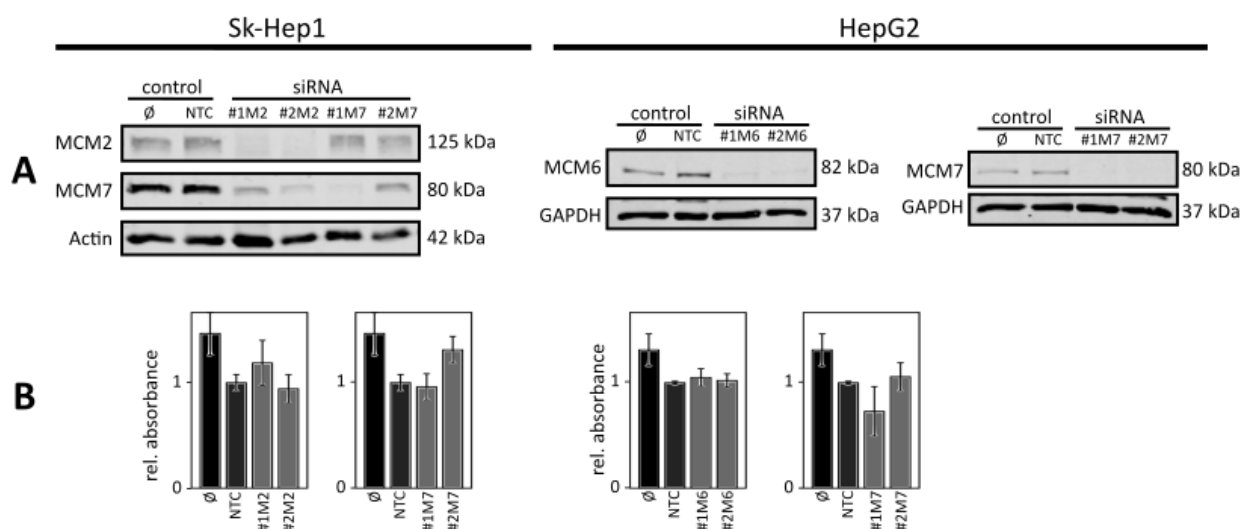 Sk-Hep1 HepG2
A
control siRNA
Ø NTC #1M2 #2M2 #1M7 #2M7
MCM2 125 kDa
MCM7 80 kDa
Actin 42 kDa
control siRNA
Ø NTC #1M6 #2M6
MCM6 82 kDa
GAPDH 37 kDa
control siRNA
Ø NTC #1M7 #2M7
MCM7 80 kDa
GAPDH 37 kDa
B
rel. absorbance
1
0
Ø NTC #1M2 #2M2
1
Ø NTC #1M7 #2M7
rel. absorbance
1
0
Ø NTC #1M6 #2M6
1
0
Ø NTC #1M7 #2M7